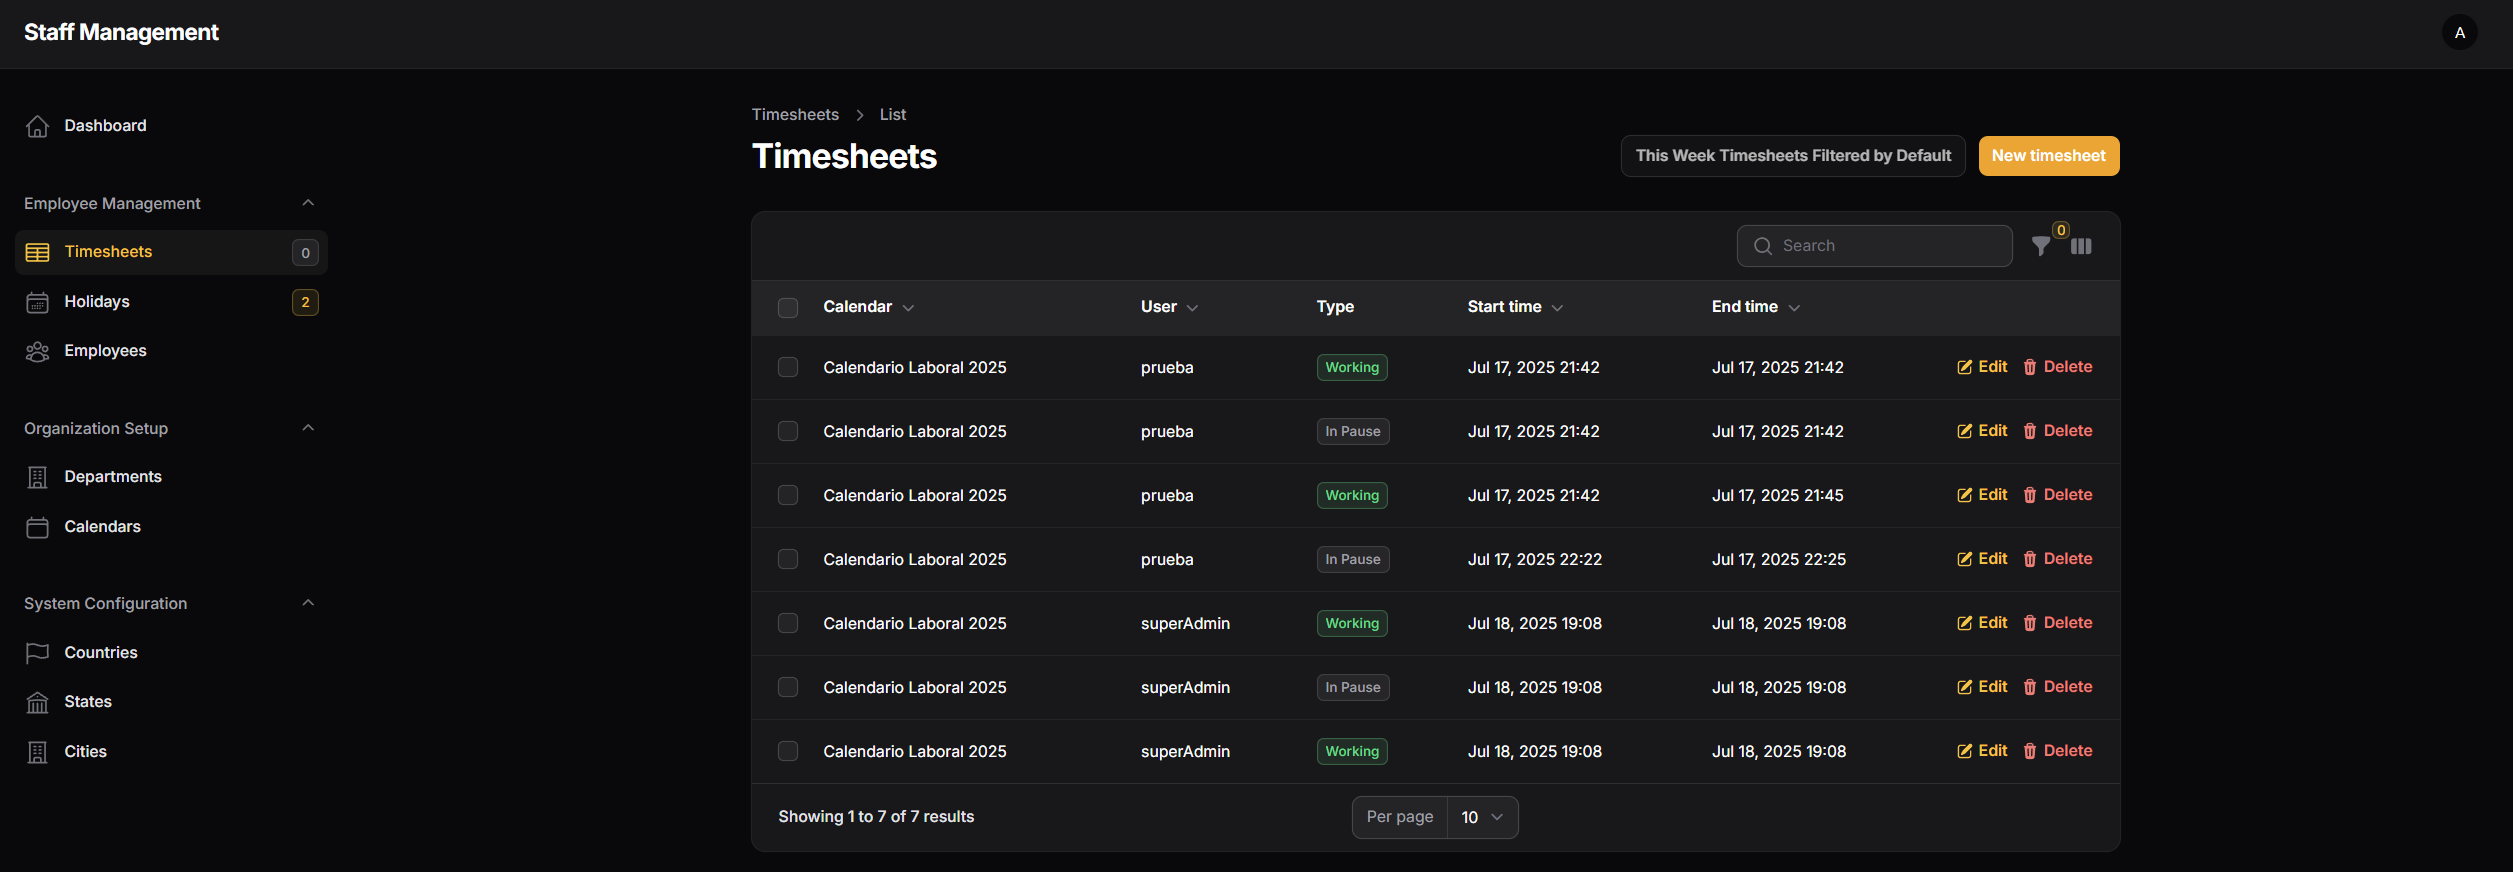 Staff Management
A
Dashboard
Employee Management
Timesheets 0
Holidays 2
Employees
Organization Setup
Departments
Calendars
System Configuration
Countries
States
Cities
Timesheets > List
Timesheets
This Week Timesheets Filtered by Default
New timesheet
Search
0
Calendar User Type Start time End time
Calendario Laboral 2025 prueba Working Jul 17, 2025 21:42 Jul 17, 2025 21:42 Edit Delete
Calendario Laboral 2025 prueba In Pause Jul 17, 2025 21:42 Jul 17, 2025 21:42 Edit Delete
Calendario Laboral 2025 prueba Working Jul 17, 2025 21:42 Jul 17, 2025 21:45 Edit Delete
Calendario Laboral 2025 prueba In Pause Jul 17, 2025 22:22 Jul 17, 2025 22:25 Edit Delete
Calendario Laboral 2025 superAdmin Working Jul 18, 2025 19:08 Jul 18, 2025 19:08 Edit Delete
Calendario Laboral 2025 superAdmin In Pause Jul 18, 2025 19:08 Jul 18, 2025 19:08 Edit Delete
Calendario Laboral 2025 superAdmin Working Jul 18, 2025 19:08 Jul 18, 2025 19:08 Edit Delete
Showing 1 to 7 of 7 results
Per page 10